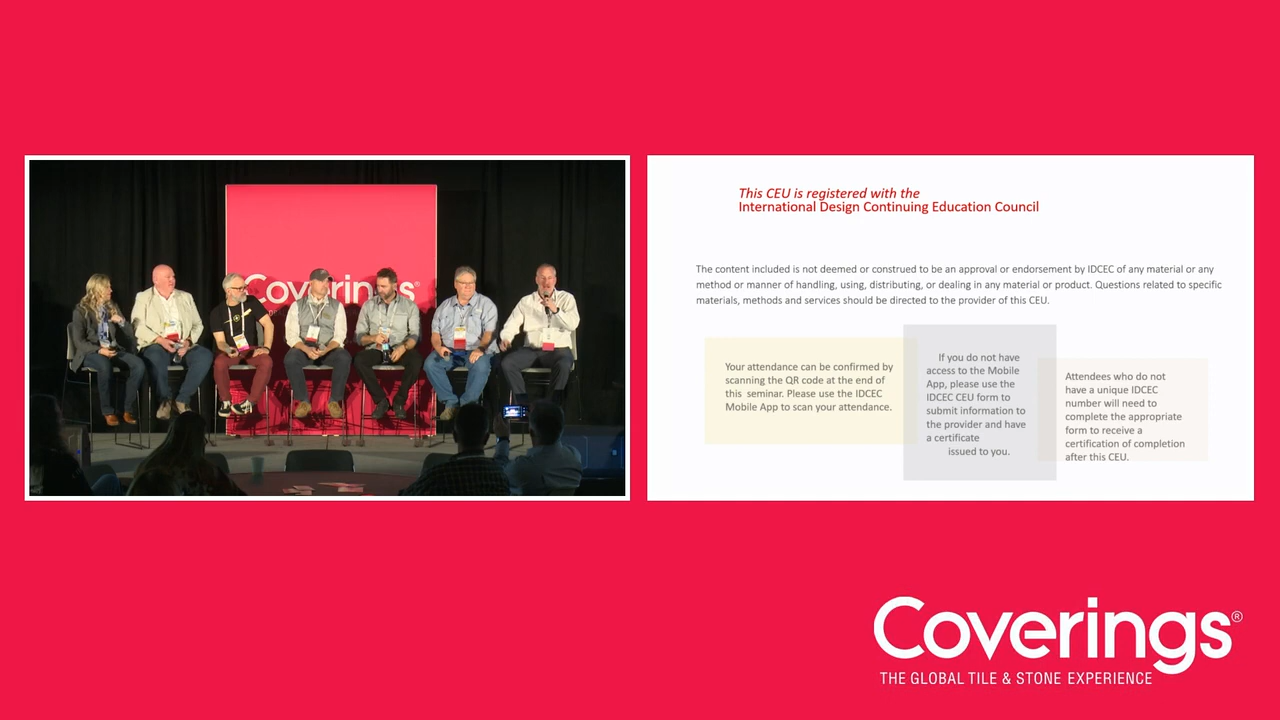 Coverings®
This CEU is registered with the
International Design Continuing Education Council
The content included is not deemed or construed to be an approval or endorsement by IDCEC of any material or any
method or manner of handling, using, distributing, or dealing in any material or product. Questions related to specific
materials, methods and services should be directed to the provider of this CEU.
Your attendance can be confirmed by
scanning the QR code at the end of
this seminar. Please use the IDCEC
Mobile App to scan your attendance.
If you do not have
access to the Mobile
App, please use the
IDCEC CEU form to
submit information to
the provider and have
a certificate
issued to you.
Attendees who do not
have a unique IDCEC
number will need to
complete the appropriate
form to receive a
certification of completion
after this CEU.
Coverings®
THE GLOBAL TILE & STONE EXPERIENCE